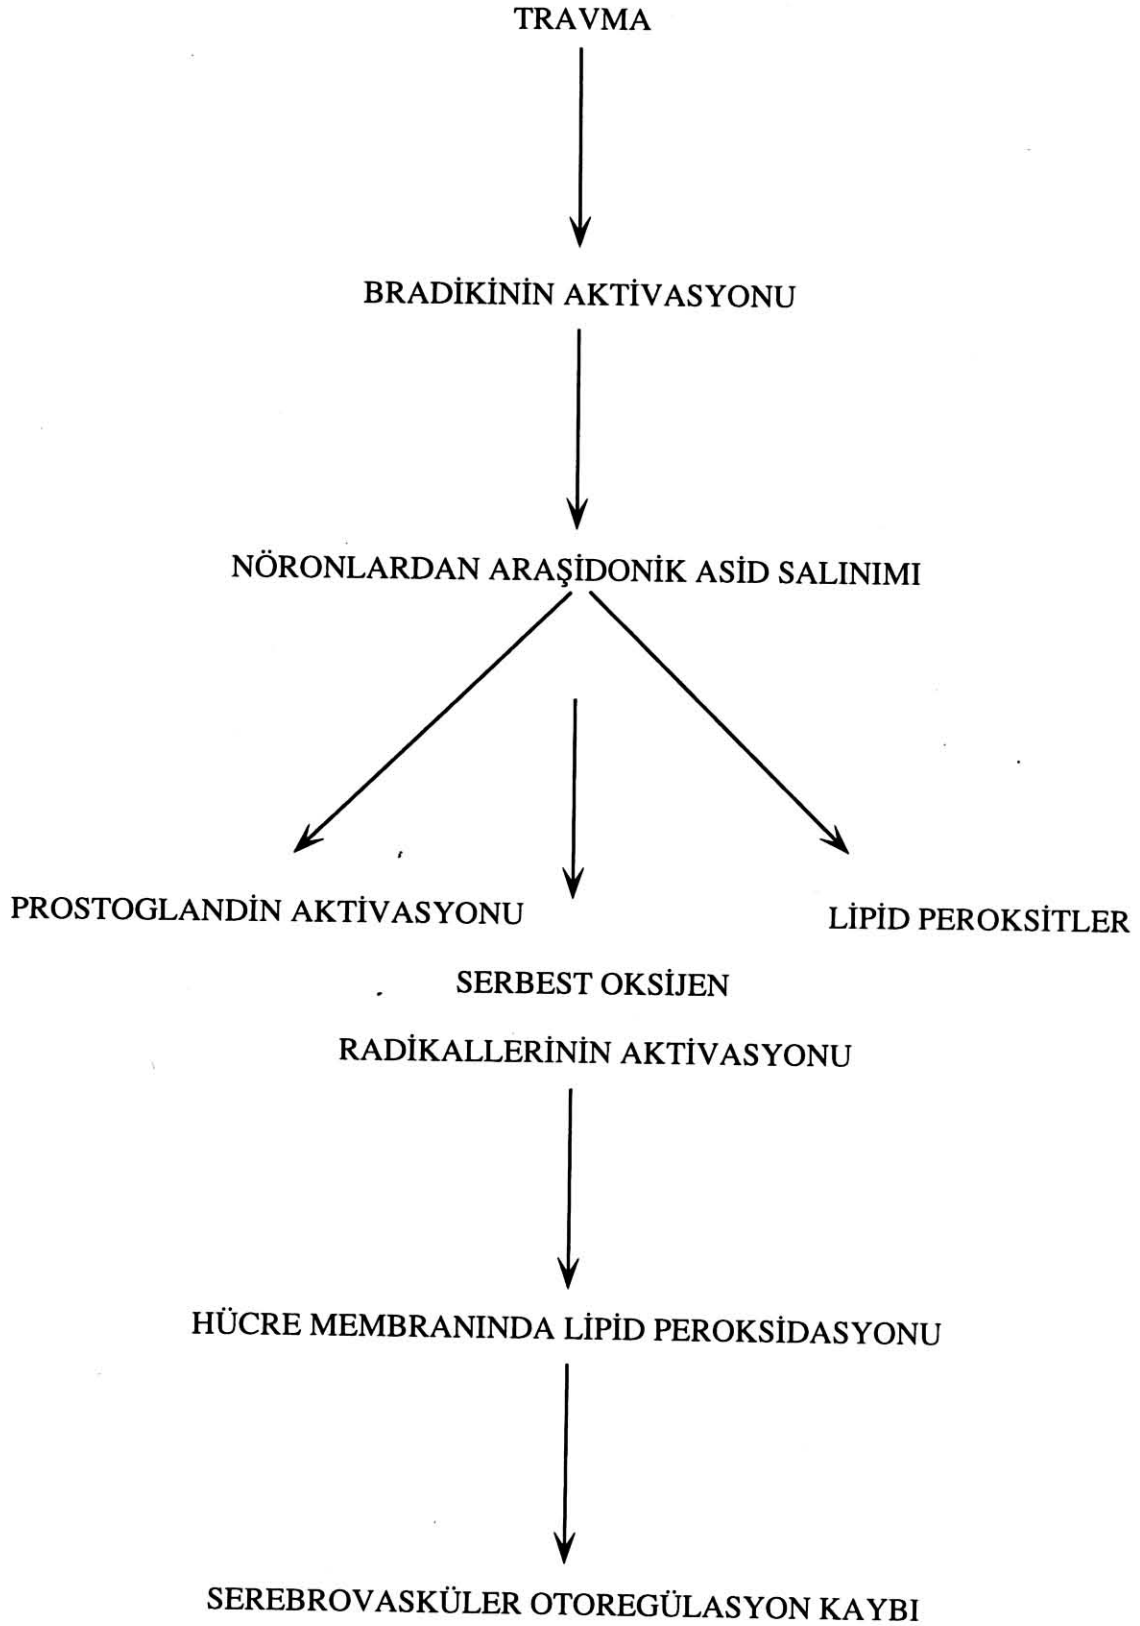 TRAVMA
BRADİKİNİN AKTİVASYONU
NÖRONLARDAN ARAŞİDONİK ASİD SALINIMI
PROSTOGLANDİN AKTİVASYONU
LİPİD PEROKSİTLER
SERBEST OKSİJEN
RADİKALLERİNİN AKTİVASYONU
HÜCRE MEMBRANINDA LİPİD PEROKSİDASYONU
SEREBROVASKÜLER OTOREGÜLASYON KAYBI